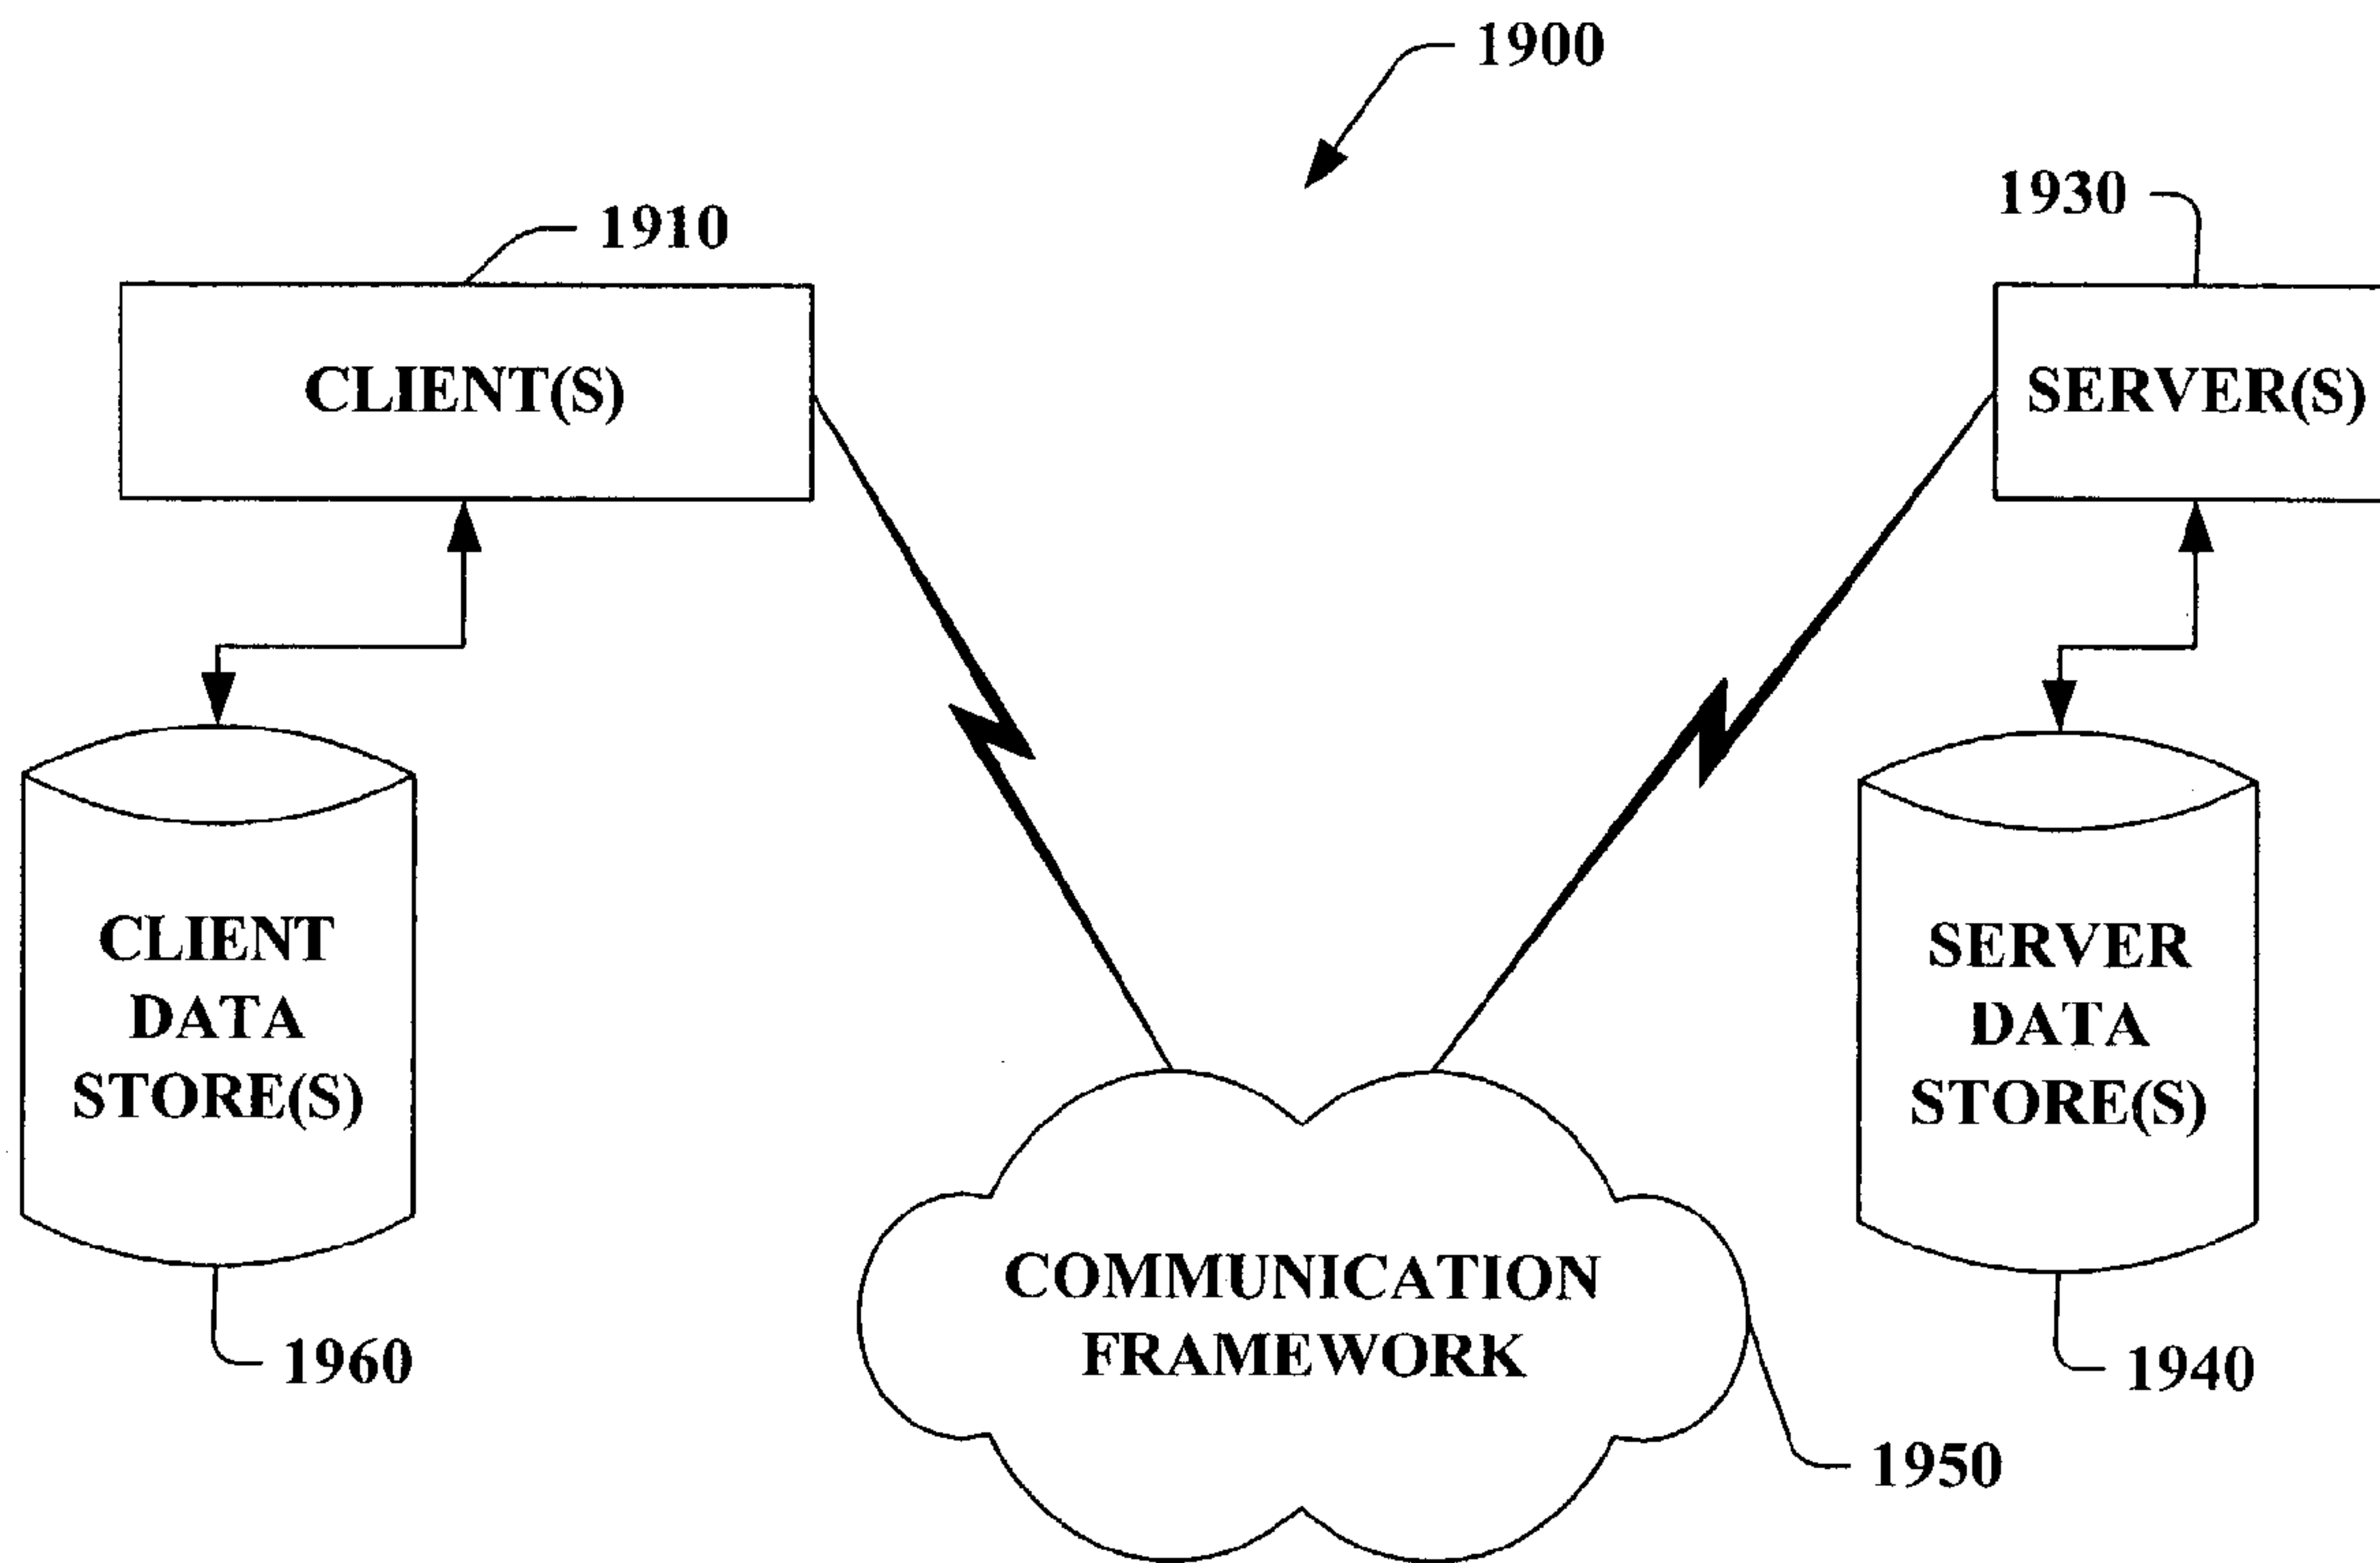 1900
1910
1930
CLIENT(S)
SERVER(S)
CLIENT
DATA
STORE(S)
SERVER
DATA
STORE(S)
COMMUNICATION
FRAMEWORK
1960
1940
1950